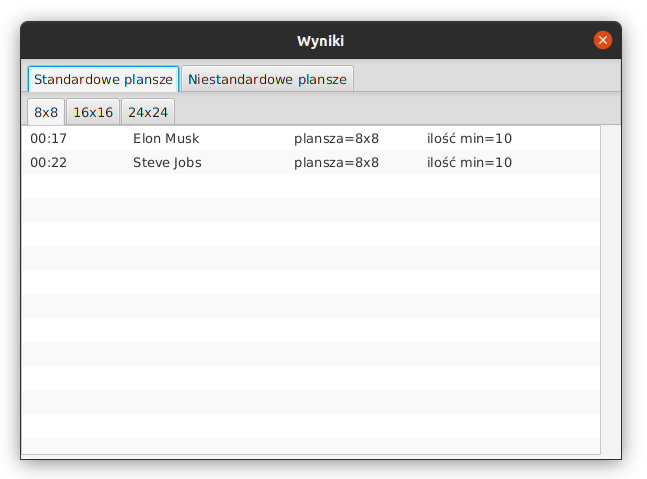 Wyniki
Standardowe plansze Niestandardowe plansze
8x8 16x16 24x24
00:17 Elon Musk plansza=8x8 ilość min=10
00:22 Steve Jobs plansza=8x8 ilość min=10